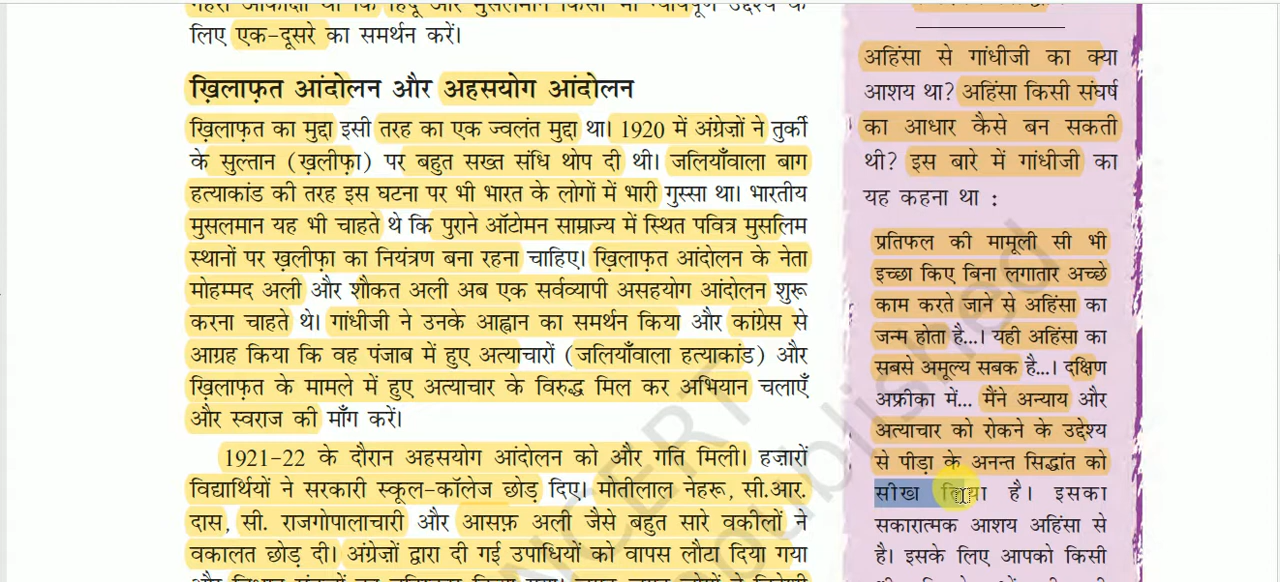 लिए एक-दूसरे का समर्थन करें।
ख़िलाफ़त आंदोलन और अहसयोग आंदोलन
ख़िलाफ़त का मुद्दा इसी तरह का एक ज्वलंत मुद्दा था। 1920 में अंग्रेज़ों ने तुर्की
के सुल्तान (ख़लीफ़ा) पर बहुत सख्त संधि थोप दी थी। जलियाँवाला बाग
हत्याकांड की तरह इस घटना पर भी भारत के लोगों में भारी गुस्सा था। भारतीय
मुसलमान यह भी चाहते थे कि पुराने ऑटोमन साम्राज्य में स्थित पवित्र मुसलिम
स्थानों पर ख़लीफ़ा का नियंत्रण बना रहना चाहिए। ख़िलाफ़त आंदोलन के नेता
मोहम्मद अली और शौकत अली अब एक सर्वव्यापी असहयोग आंदोलन शुरू
करना चाहते थे। गांधीजी ने उनके आह्वान का समर्थन किया और कांग्रेस से
आग्रह किया कि वह पंजाब में हुए अत्याचारों (जलियाँवाला हत्याकांड) और
ख़िलाफ़त के मामले में हुए अत्याचार के विरुद्ध मिल कर अभियान चलाएँ
और स्वराज की माँग करें।
1921-22 के दौरान अहसयोग आंदोलन को और गति मिली। हज़ारों
विद्यार्थियों ने सरकारी स्कूल-कॉलेज छोड़ दिए। मोतीलाल नेहरू, सी.आर.
दास, सी. राजगोपालाचारी और आसफ़ अली जैसे बहुत सारे वकीलों ने
वकालत छोड़ दी। अंग्रेज़ों द्वारा दी गई उपाधियों को वापस लौटा दिया गया
अहिंसा से गांधीजी का क्या
आशय था? अहिंसा किसी संघर्ष
का आधार कैसे बन सकती
थी? इस बारे में गांधीजी का
यह कहना था :
प्रतिफल की मामूली सी भी
इच्छा किए बिना लगातार अच्छे
काम करते जाने से अहिंसा का
जन्म होता है...। यही अहिंसा का
सबसे अमूल्य सबक है...। दक्षिण
अफ्रीका में... मैंने अन्याय और
अत्याचार को रोकने के उद्देश्य
से पीड़ा के अनन्त सिद्धांत को
सीख लिया है। इसका
सकारात्मक आशय अहिंसा से
है। इसके लिए आपको किसी